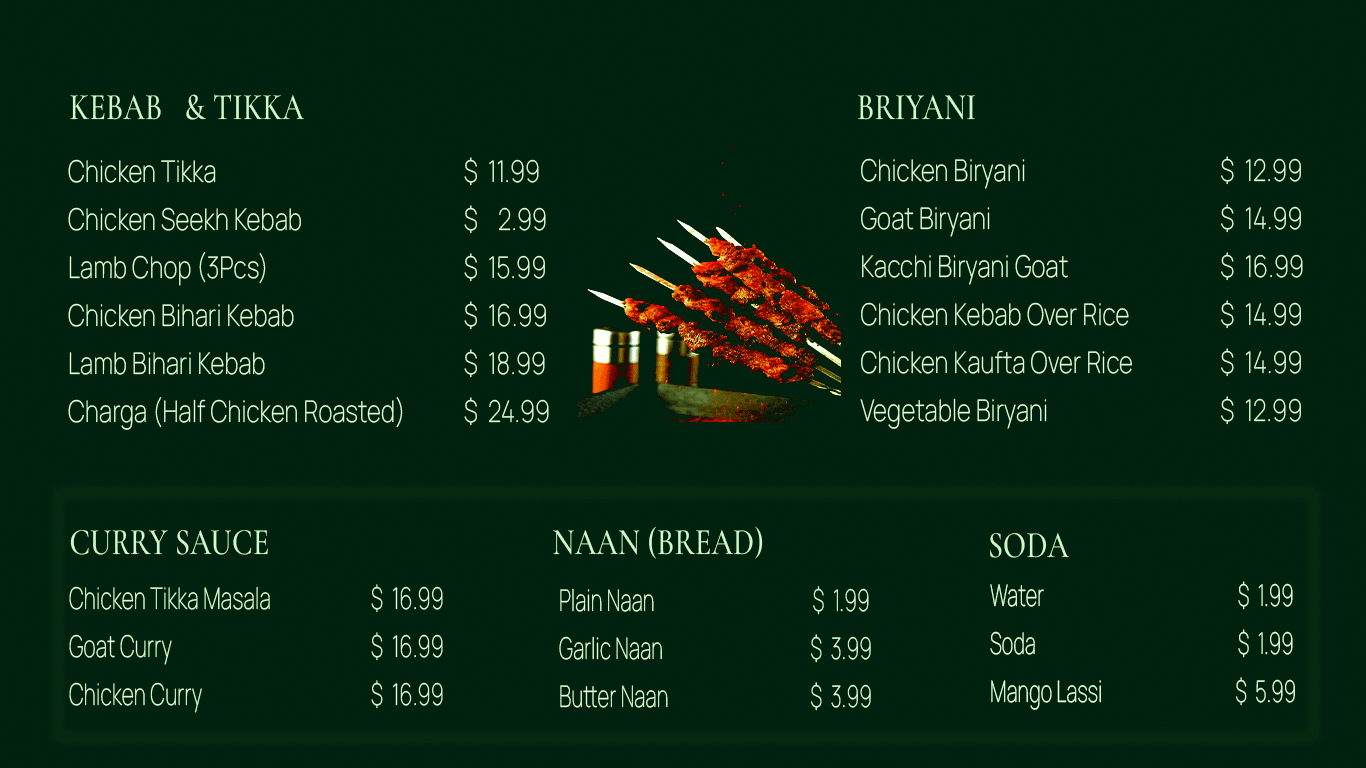 KEBAB & TIKKA
Chicken Tikka $ 11.99
Chicken Seekh Kebab $ 2.99
Lamb Chop (3Pcs) $ 15.99
Chicken Bihari Kebab $ 16.99
Lamb Bihari Kebab $ 18.99
Charga (Half Chicken Roasted) $ 24.99
BRIYANI
Chicken Biryani $ 12.99
Goat Biryani $ 14.99
Kacchi Biryani Goat $ 16.99
Chicken Kebab Over Rice $ 14.99
Chicken Kaufta Over Rice $ 14.99
Vegetable Biryani $ 12.99
CURRY SAUCE
Chicken Tikka Masala $ 16.99
Goat Curry $ 16.99
Chicken Curry $ 16.99
NAAN (BREAD)
Plain Naan $ 1.99
Garlic Naan $ 3.99
Butter Naan $ 3.99
SODA
Water $ 1.99
Soda $ 1.99
Mango Lassi $ 5.99